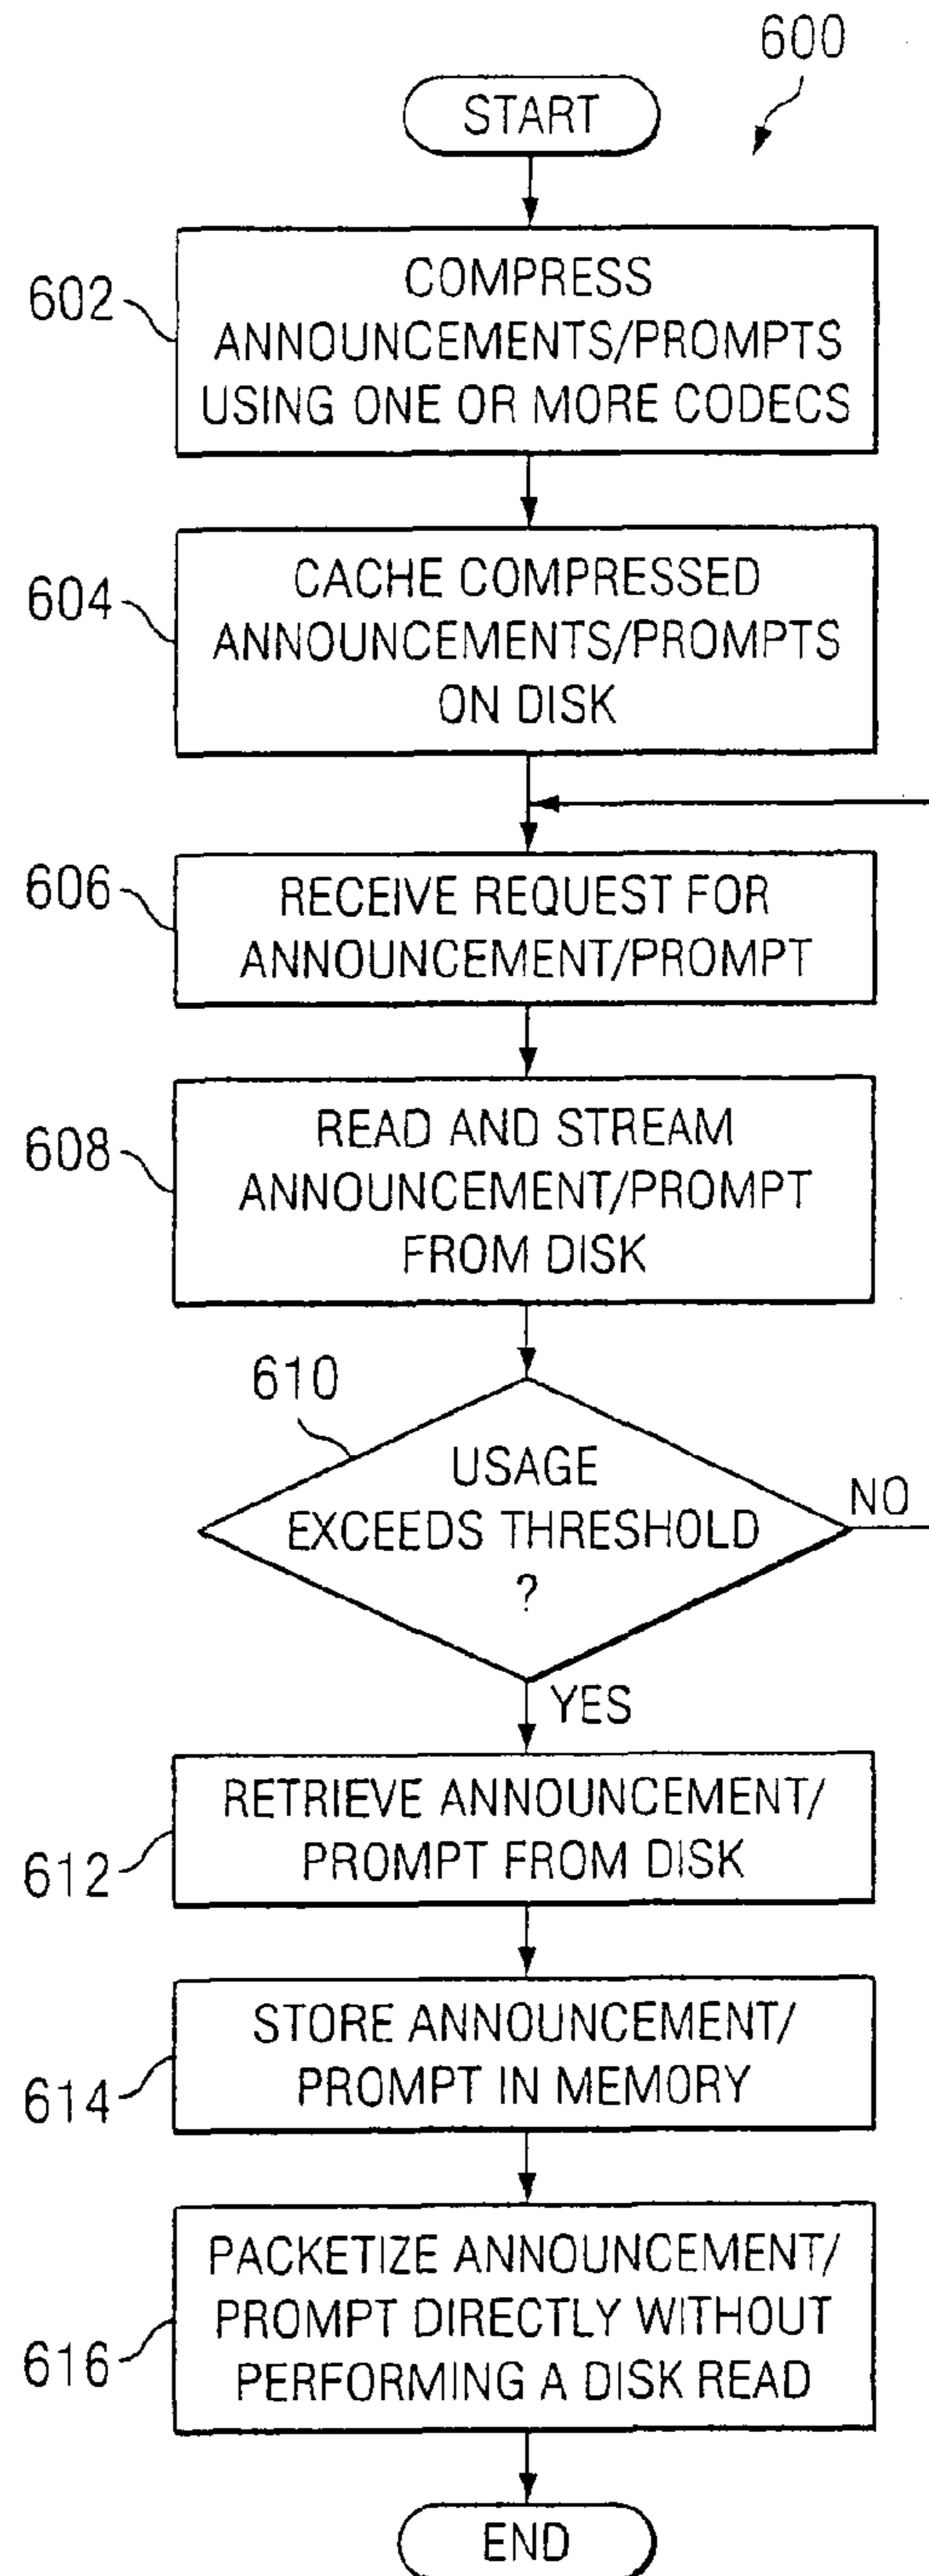 600
START
602
COMPRESS
ANNOUNCEMENTS/PROMPTS
USING ONE OR MORE CODECS
604
CACHE COMPRESSED
ANNOUNCEMENTS/PROMPTS
ON DISK
606
RECEIVE REQUEST FOR
ANNOUNCEMENT/PROMPT
608
READ AND STREAM
ANNOUNCEMENT/PROMPT
FROM DISK
610
USAGE
EXCEEDS THRESHOLD
?
NO
YES
612
RETRIEVE ANNOUNCEMENT/
PROMPT FROM DISK
614
STORE ANNOUNCEMENT/
PROMPT IN MEMORY
616
PACKETIZE ANNOUNCEMENT/
PROMPT DIRECTLY WITHOUT
PERFORMING A DISK READ
END